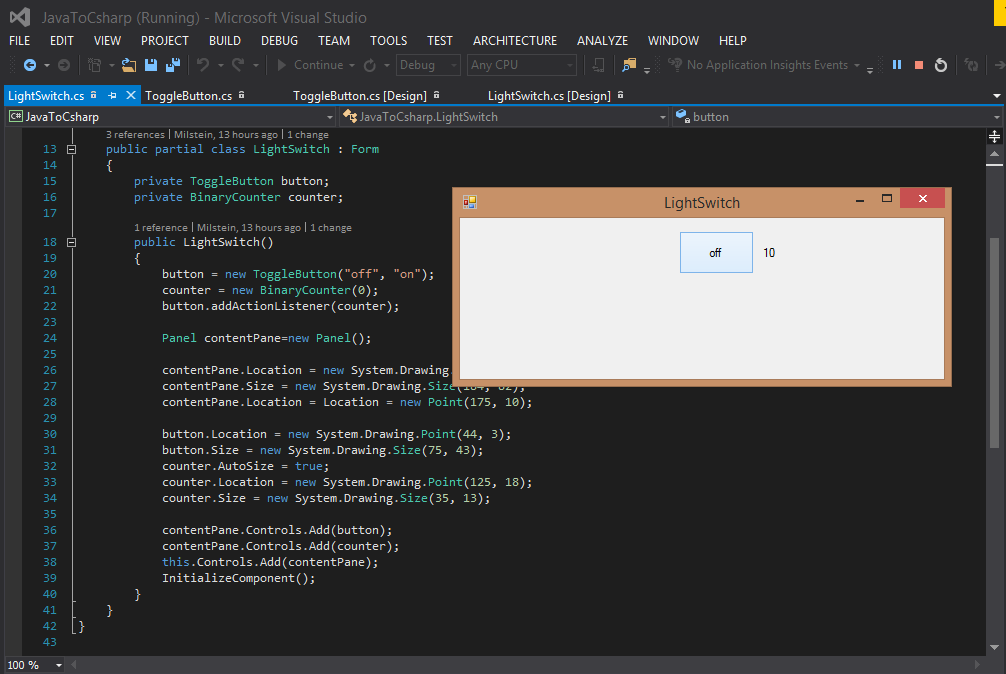 JavaToCsharp (Running) - Microsoft Visual Studio
FILE EDIT VIEW PROJECT BUILD DEBUG TEAM TOOLS TEST ARCHITECTURE ANALYZE WINDOW HELP
Continue Debug Any CPU No Application Insights Events
LightSwitch.cs ToggleButton.cs ToggleButton.cs [Design] LightSwitch.cs [Design]
C# JavaToCsharp JavaToCsharp.LightSwitch button
3 references | Milstein, 13 hours ago | 1 change
13 public partial class LightSwitch : Form
14 {
15 private ToggleButton button;
16 private BinaryCounter counter;
17
1 reference | Milstein, 13 hours ago | 1 change
18 public LightSwitch()
19 {
20 button = new ToggleButton("off", "on");
21 counter = new BinaryCounter(0);
22 button.addActionListener(counter);
23
24 Panel contentPane=new Panel();
25
26 contentPane.Location = new System.Drawing.
27 contentPane.Size = new System.Drawing.Size
28 contentPane.Location = Location = new Point(175, 10);
29
30 button.Location = new System.Drawing.Point(44, 3);
31 button.Size = new System.Drawing.Size(75, 43);
32 counter.AutoSize = true;
33 counter.Location = new System.Drawing.Point(125, 18);
34 counter.Size = new System.Drawing.Size(35, 13);
35
36 contentPane.Controls.Add(button);
37 contentPane.Controls.Add(counter);
38 this.Controls.Add(contentPane);
39 InitializeComponent();
40 }
41 }
42 }
43
100 %
LightSwitch
off 10